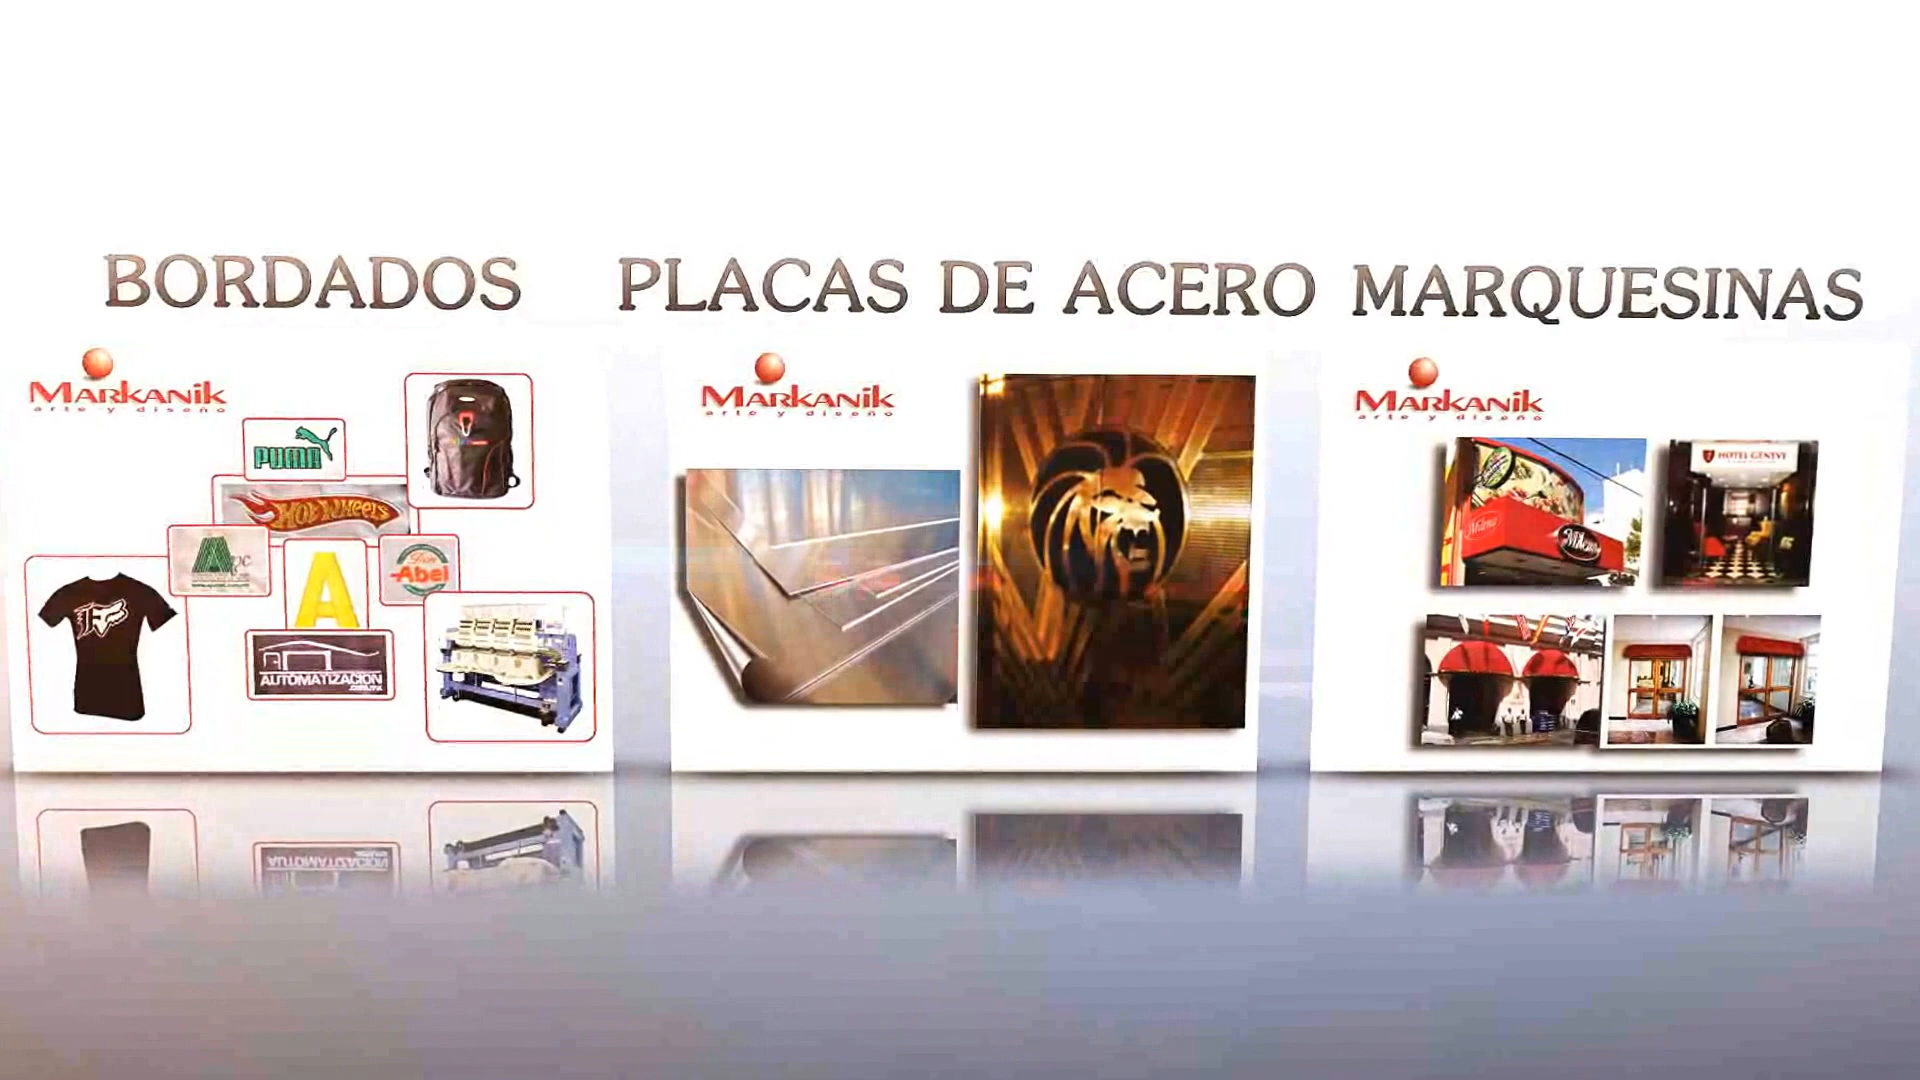 BORDADOS
PLACAS DE ACERO
MARQUESINAS
Markanik
arte y diseño
PUMA
Hot Wheels
A
Don
Abel
AUTOMATIZACION
Markanik
arte y diseño
Markanik
arte y diseño
HOTEL GENEVE